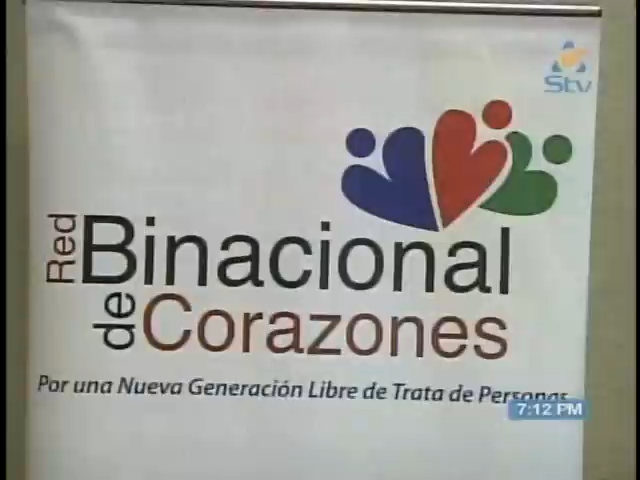 Stv
Red
Binacional
de
Corazones
Por una Nueva Generación Libre de Trata de Personas
7:12 PM